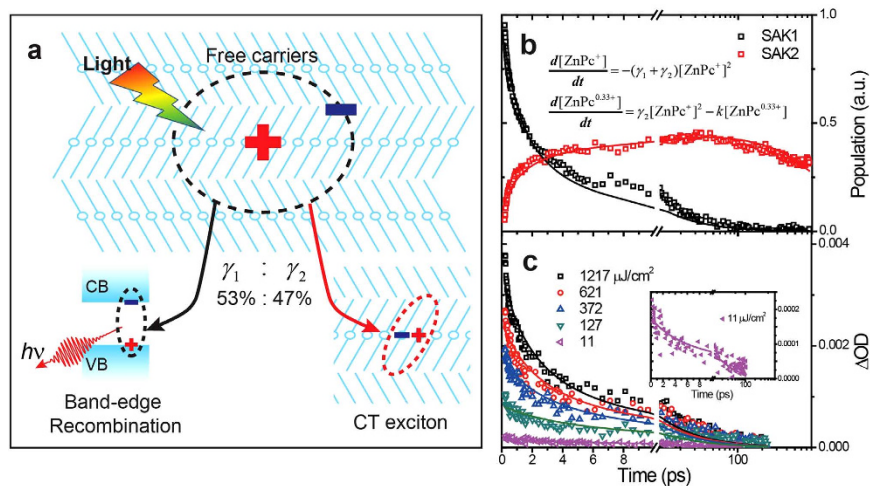 a
Light
Free carriers
γ₁ : γ₂
53% : 47%
CB
VB
hν
Band-edge
Recombination
CT exciton
b
SAK1
SAK2
d[ZnPc⁺]/dt = -(γ₁ + γ₂)[ZnPc⁺]²
d[ZnPc⁰·³³⁺]/dt = γ₂[ZnPc⁺]² - k[ZnPc⁰·³³⁺]
1.0
0.5
0.0
Population (a.u.)
c
1217 μJ/cm²
621
372
127
11
11 μJ/cm²
0.0002
0.0001
0.0000
0 2 4 6 8 100
Time (ps)
0.004
0.002
0.000
ΔOD
0 2 4 6 8 100
Time (ps)